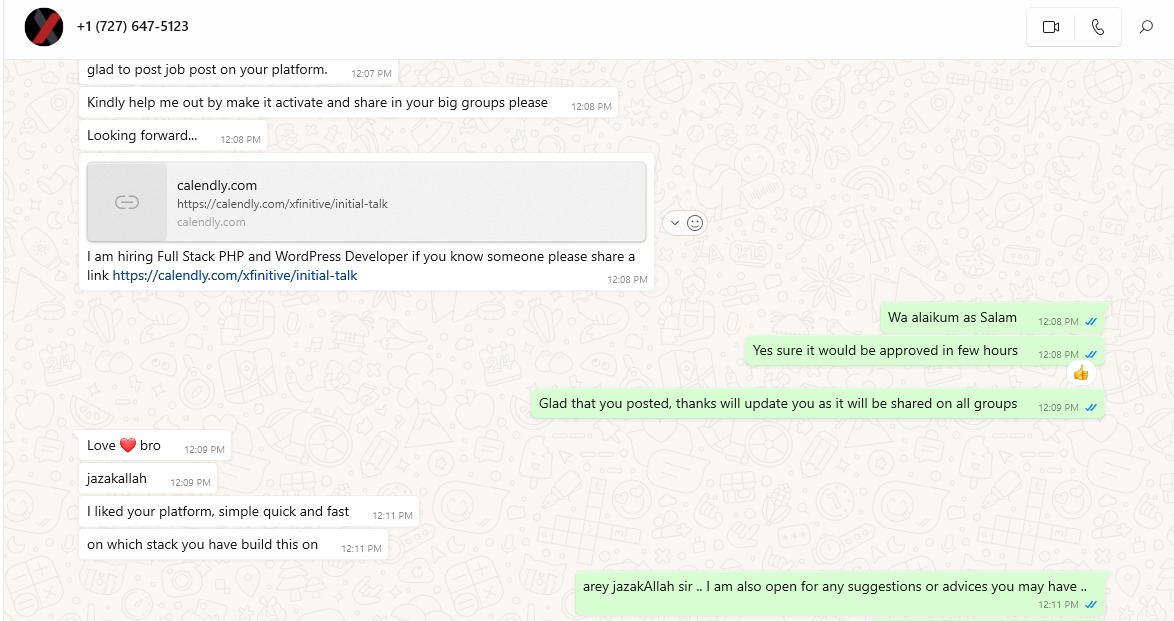 +1 (727) 647-5123
glad to post job post on your platform. 12:07 PM
Kindly help me out by make it activate and share in your big groups please 12:08 PM
Looking forward... 12:08 PM
calendly.com
https://calendly.com/xfinitive/initial-talk
calendly.com
I am hiring Full Stack PHP and WordPress Developer if you know someone please share a
link https://calendly.com/xfinitive/initial-talk 12:08 PM
Wa alaikum as Salam 12:08 PM
Yes sure it would be approved in few hours 12:08 PM
👍
Glad that you posted, thanks will update you as it will be shared on all groups 12:09 PM
Love ❤️ bro 12:09 PM
jazakallah 12:09 PM
I liked your platform, simple quick and fast 12:11 PM
on which stack you have build this on 12:11 PM
arey jazakAllah sir .. I am also open for any suggestions or advices you may have ..
12:11 PM